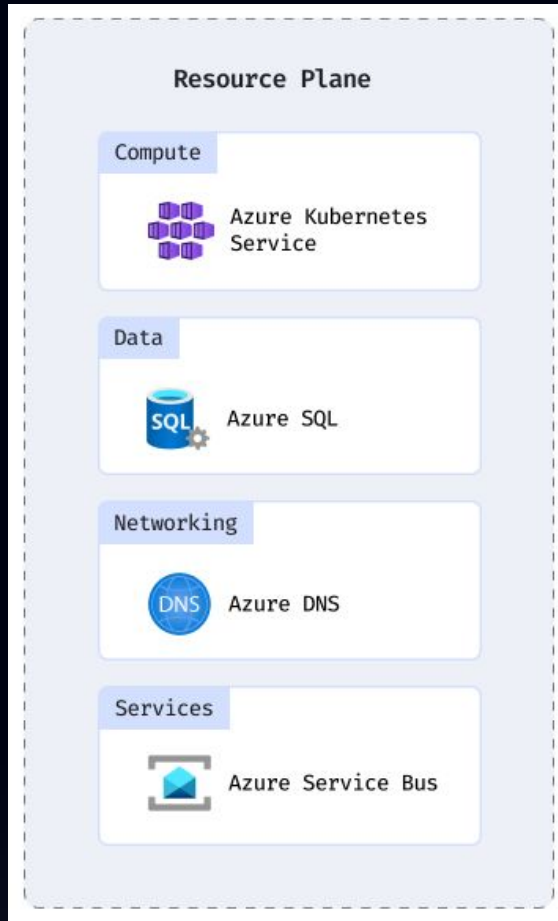 Resource Plane
Compute
Azure Kubernetes
Service
Data
SQL
Azure SQL
Networking
DNS
Azure DNS
Services
Azure Service Bus